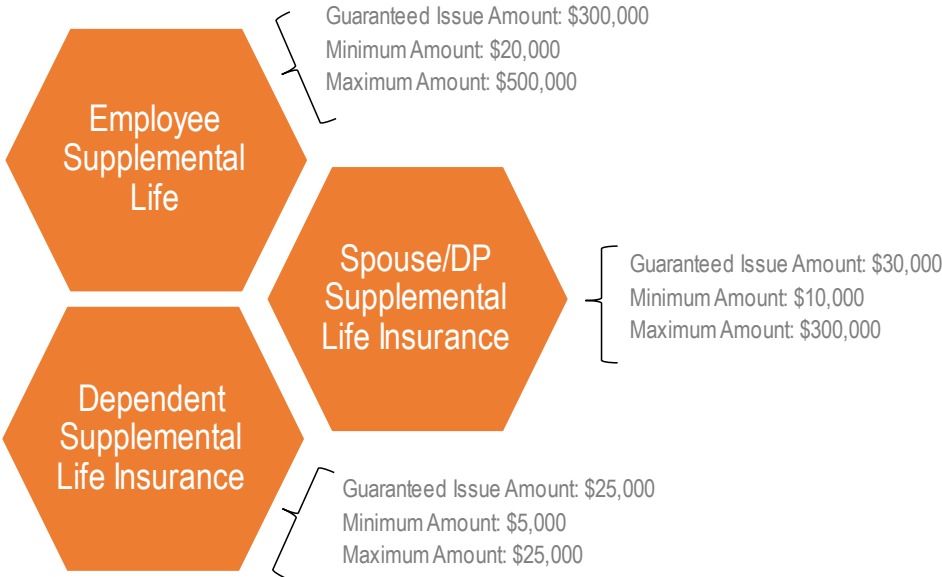 Employee
Supplemental
Life
Guaranteed Issue Amount: $300,000
Minimum Amount: $20,000
Maximum Amount: $500,000
Spouse/DP
Supplemental
Life Insurance
Guaranteed Issue Amount: $30,000
Minimum Amount: $10,000
Maximum Amount: $300,000
Dependent
Supplemental
Life Insurance
Guaranteed Issue Amount: $25,000
Minimum Amount: $5,000
Maximum Amount: $25,000